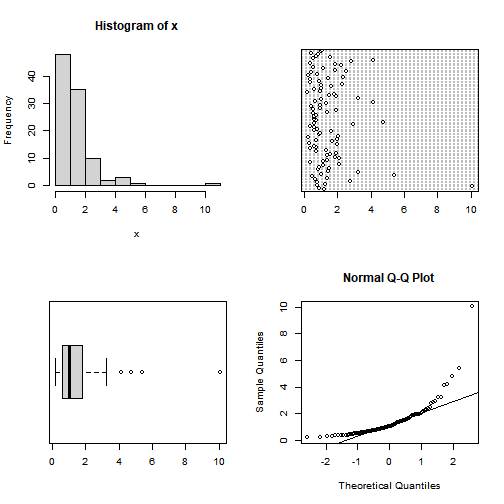 Histogram of x
Frequency
0 10 20 30 40
0 2 4 6 8 10
x
0 2 4 6 8 10
0 2 4 6 8 10
Normal Q-Q Plot
Sample Quantiles
0 2 4 6 8 10
-2 -1 0 1 2
Theoretical Quantiles